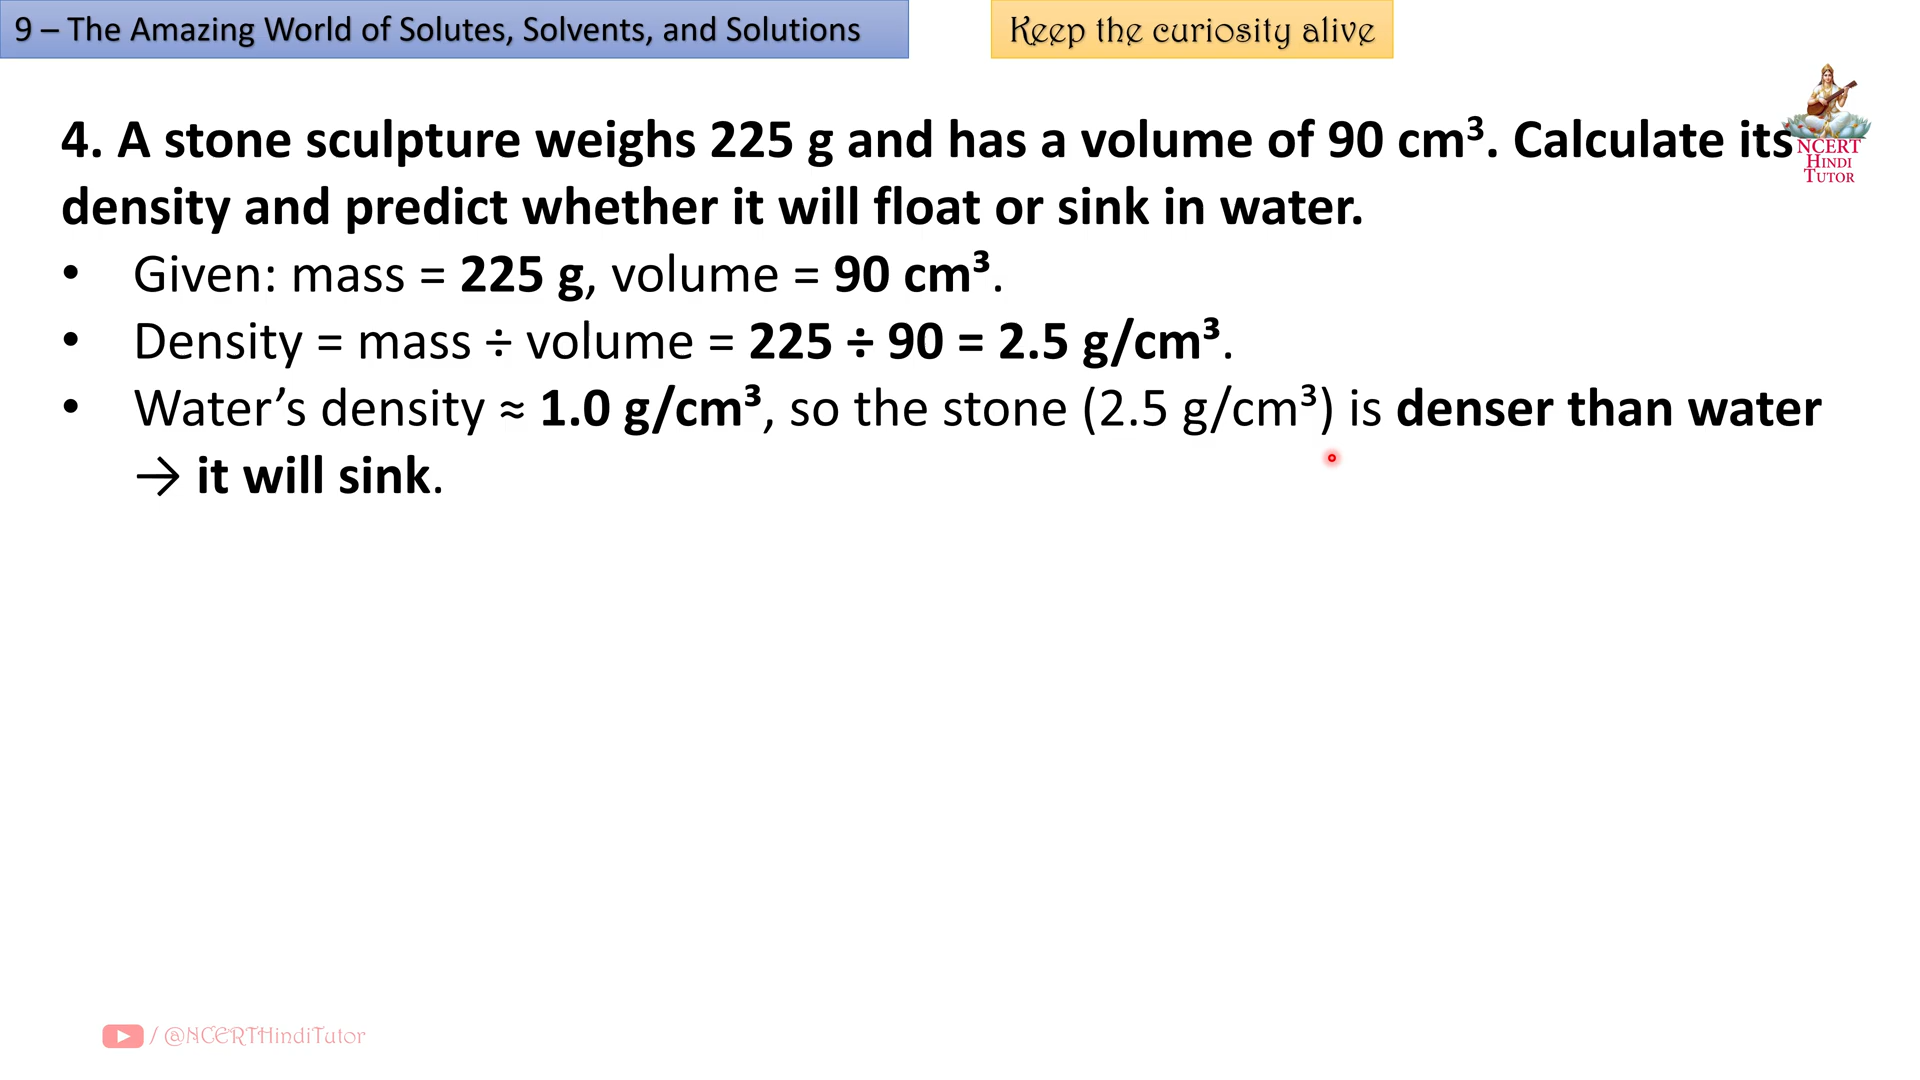 9 – The Amazing World of Solutes, Solvents, and Solutions
Keep the curiosity alive
4. A stone sculpture weighs 225 g and has a volume of 90 cm³. Calculate its
density and predict whether it will float or sink in water.
• Given: mass = 225 g, volume = 90 cm³.
• Density = mass ÷ volume = 225 ÷ 90 = 2.5 g/cm³.
• Water’s density ≈ 1.0 g/cm³, so the stone (2.5 g/cm³) is denser than water
→ it will sink.
NCERT
HINDI
TUTOR
/ @NCERTHindiTutor